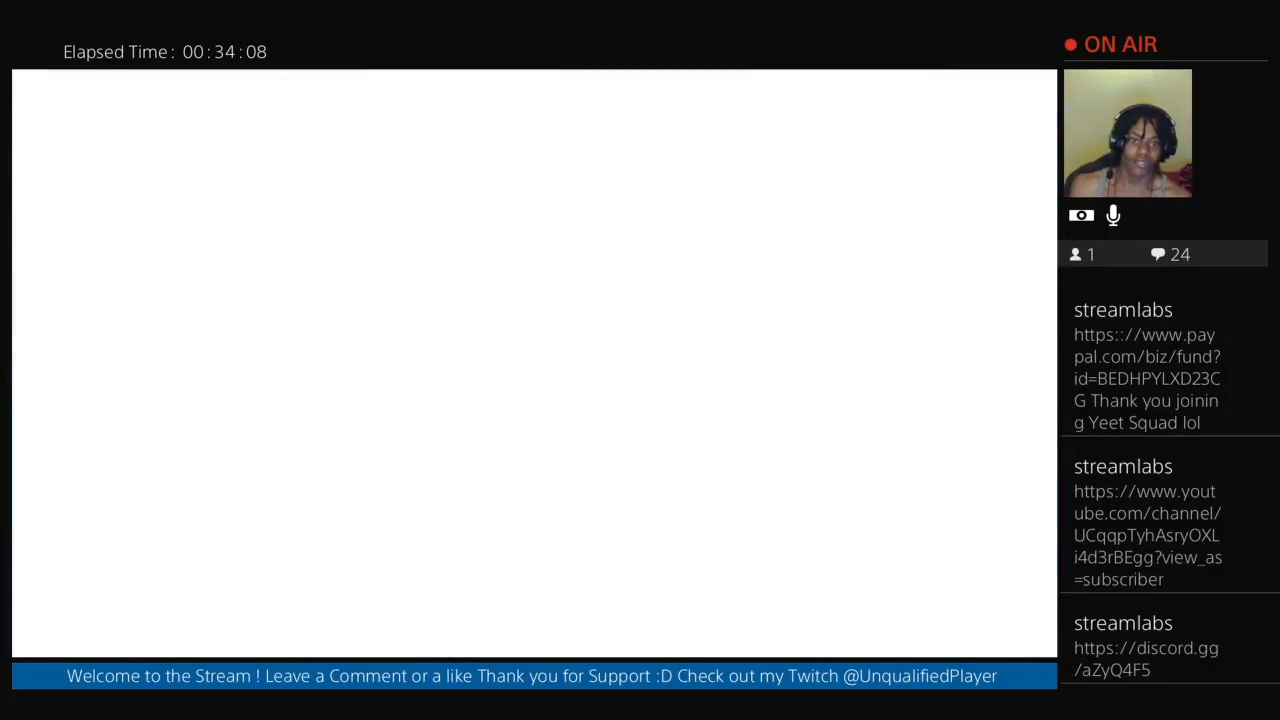 Elapsed Time: 00:34:08
ON AIR
1 24
streamlabs
https:://www.pay
pal.com/biz/fund?
id=BEDHPYLXD23C
G Thank you joinin
g Yeet Squad lol
streamlabs
https://www.yout
ube.com/channel/
UCqqpTyhAsryOXL
i4d3rBEgg?view_as
=subscriber
streamlabs
https://discord.gg
/aZyQ4F5
Welcome to the Stream ! Leave a Comment or a like Thank you for Support :D Check out my Twitch @UnqualifiedPlayer